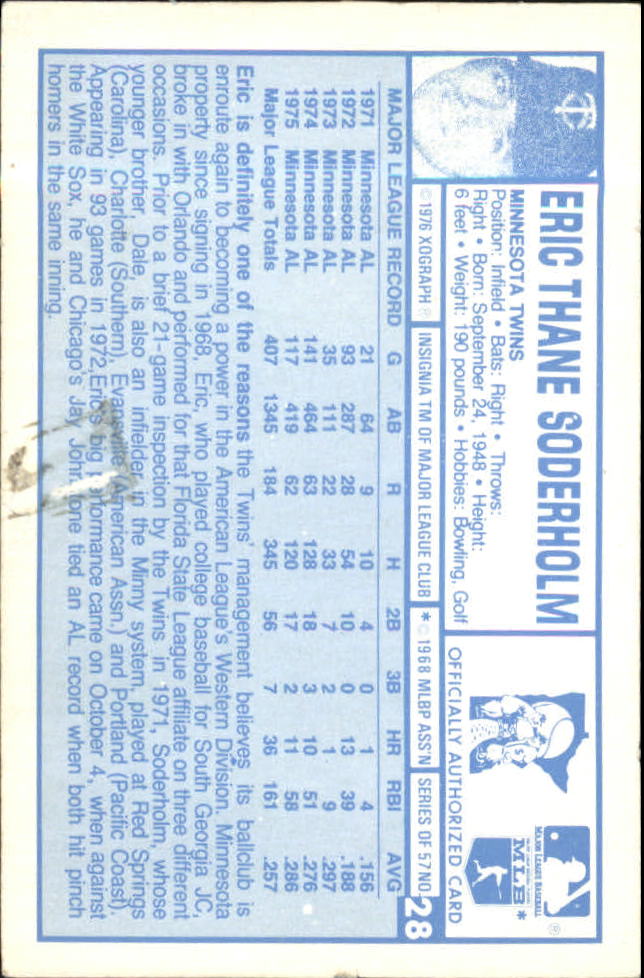 ERIC THANE SODERHOLM
MINNESOTA TWINS
Position: Infield • Bats: Right • Throws:
Right • Born: September 24, 1948 • Height:
6 feet • Weight: 190 pounds • Hobbies: Bowling, Golf
MAJOR LEAGUE BASEBALL ®
MLB *
OFFICIALLY AUTHORIZED CARD
© 1976 XOGRAPH ® INSIGNIA TM OF MAJOR LEAGUE CLUB * © 1968 MLBP ASS'N SERIES OF 57 NO. 28
MAJOR LEAGUE RECORD G AB R H 2B 3B HR RBI AVG
1971 Minnesota AL 21 64 9 10 4 0 1 4 .156
1972 Minnesota AL 93 287 28 54 10 0 13 39 .188
1973 Minnesota AL 35 111 22 33 7 2 1 9 .297
1974 Minnesota AL 141 464 63 128 18 3 10 51 .276
1975 Minnesota AL 117 419 62 120 17 2 11 58 .286
Major League Totals 407 1345 184 345 56 7 36 161 .257
Eric is definitely one of the reasons the Twins' management believes its ballclub is
enroute again to becoming a power in the American League's Western Division. Minnesota
property since signing in 1968, Eric, who played college baseball for South Georgia JC,
broke in with Orlando and performed for that Florida State League affiliate on three different
occasions. Prior to a brief 21-game inspection by the Twins in 1971, Soderholm, whose
younger brother, Dale, is also an infielder in the Minny system, played at Red Springs
(Carolina), Charlotte (Southern), Evansville (American Assn.) and Portland (Pacific Coast).
Appearing in 93 games in 1972, Eric's big performance came on October 4, when against
the White Sox, he and Chicago's Jay Johnstone tied an AL record when both hit pinch
homers in the same inning.